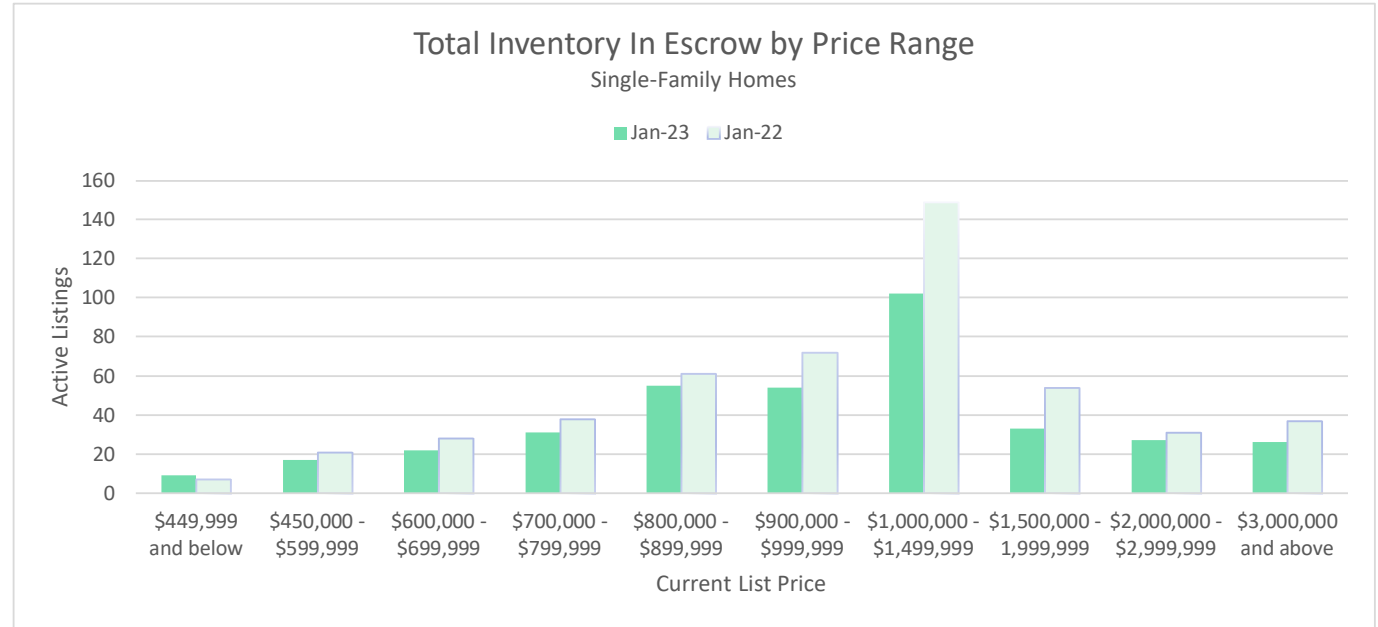 Total Inventory In Escrow by Price Range
Single-Family Homes
Jan-23 Jan-22
Active Listings
160
140
120
100
80
60
40
20
0
$449,999 $450,000 - $600,000 - $700,000 - $800,000 - $900,000 - $1,000,000 - $1,500,000 - $2,000,000 - $3,000,000
and below $599,999 $699,999 $799,999 $899,999 $999,999 $1,499,999 1,999,999 $2,999,999 and above
Current List Price